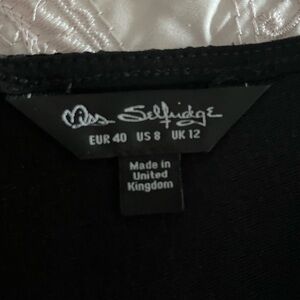 Miss Selfridge
EUR 40 US 8 UK 12
Made in
United
Kingdom